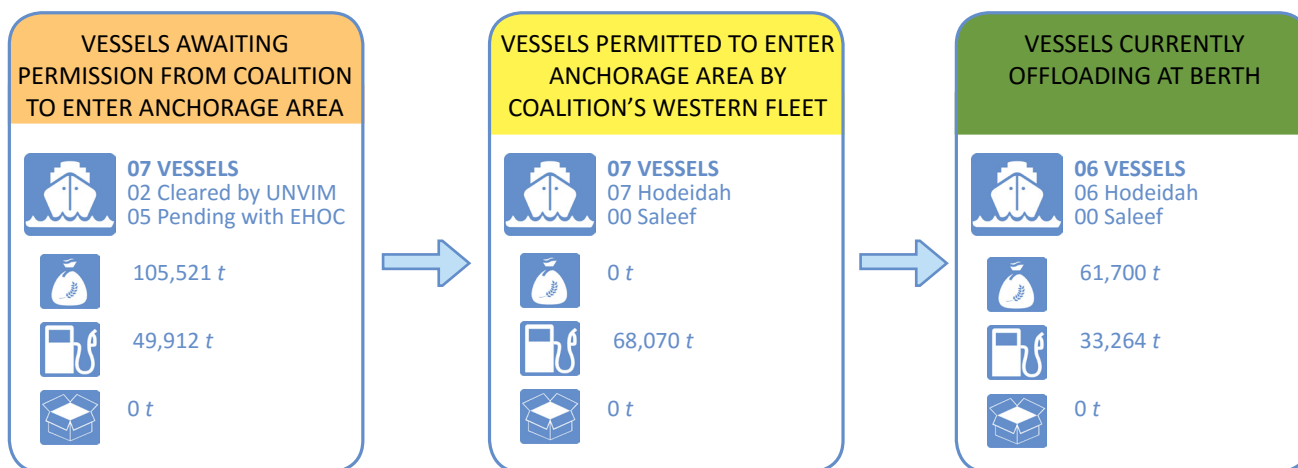 VESSELS AWAITING
PERMISSION FROM COALITION
TO ENTER ANCHORAGE AREA
07 VESSELS
02 Cleared by UNVIM
05 Pending with EHOC
105,521 t
49,912 t
0 t
VESSELS PERMITTED TO ENTER
ANCHORAGE AREA BY
COALITION’S WESTERN FLEET
07 VESSELS
07 Hodeidah
00 Saleef
0 t
68,070 t
0 t
VESSELS CURRENTLY
OFFLOADING AT BERTH
06 VESSELS
06 Hodeidah
00 Saleef
61,700 t
33,264 t
0 t